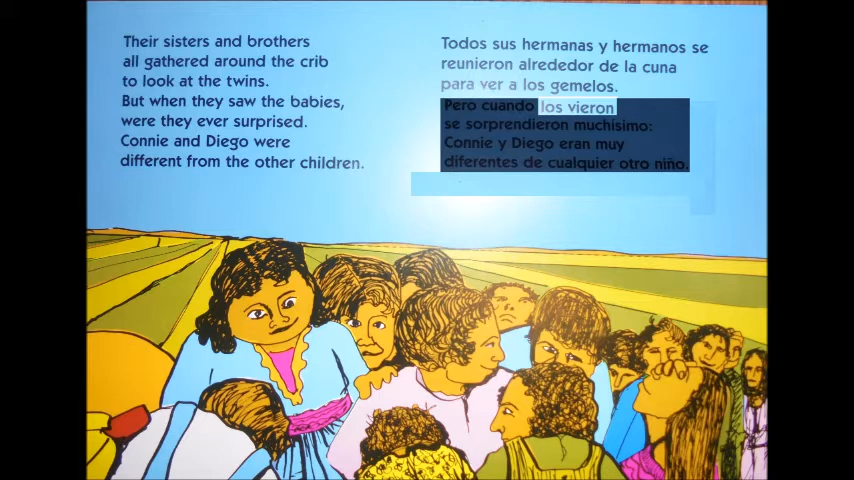 Their sisters and brothers
all gathered around the crib
to look at the twins.
But when they saw the babies,
were they ever surprised.
Connie and Diego were
different from the other children.
Todos sus hermanas y hermanos se
reunieron alrededor de la cuna
para ver a los gemelos.
Pero cuando los vieron
se sorprendieron muchísimo:
Connie y Diego eran muy
diferentes de cualquier otro niño.